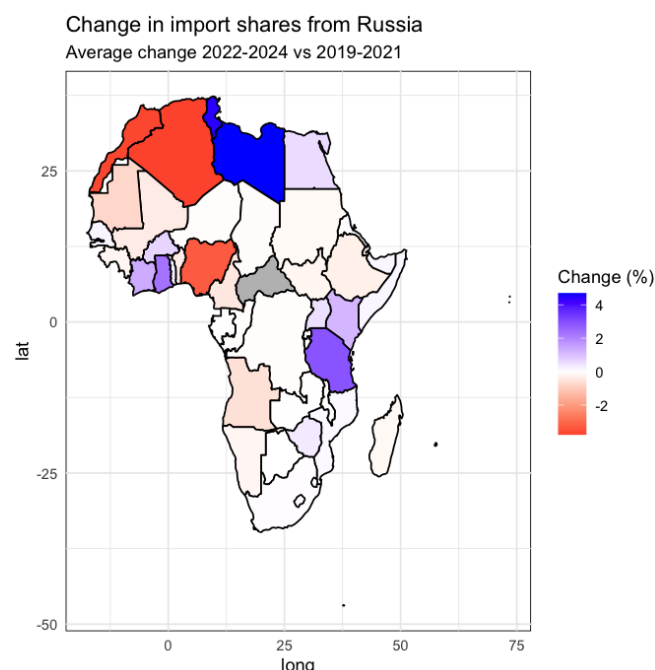 Change in import shares from Russia
Average change 2022-2024 vs 2019-2021
25
0
-25
-50
lat
0
25
50
75
long
Change (%)
4
2
0
-2